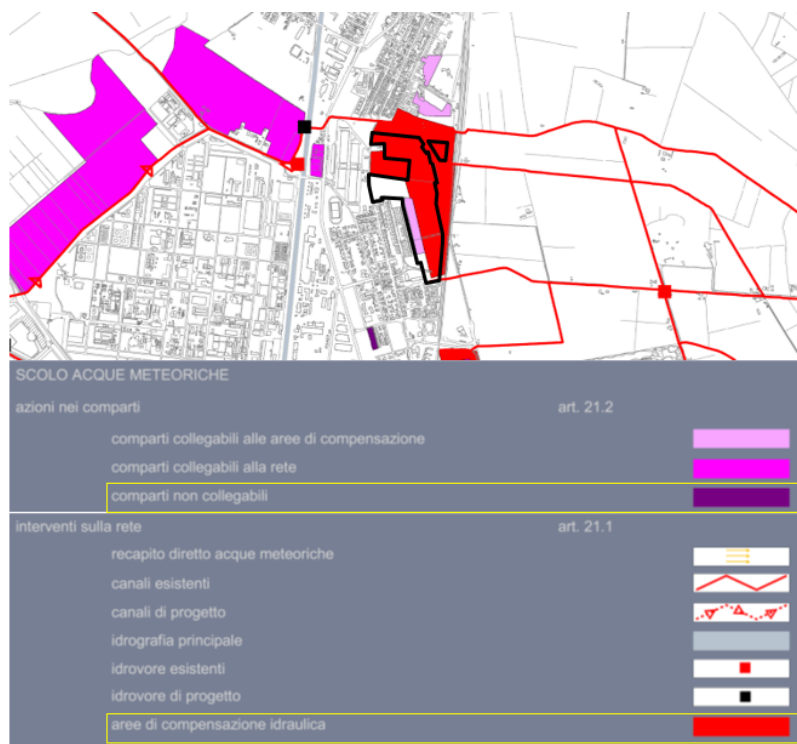 SCOLO ACQUE METEORICHE
azioni nei comparti art. 21.2
comparti collegabili alle aree di compensazione
comparti collegabili alla rete
comparti non collegabili
interventi sulla rete art. 21.1
recapito diretto acque meteoriche
canali esistenti
canali di progetto
idrografia principale
idrovore esistenti
idrovore di progetto
aree di compensazione idraulica